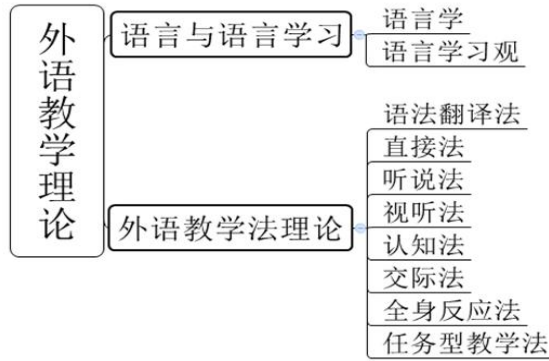 外语教学理论
语言与语言学习
语言学
语言学习观
外语教学法理论
语法翻译法
直接法
听说法
视听法
认知法
交际法
全身反应法
任务型教学法